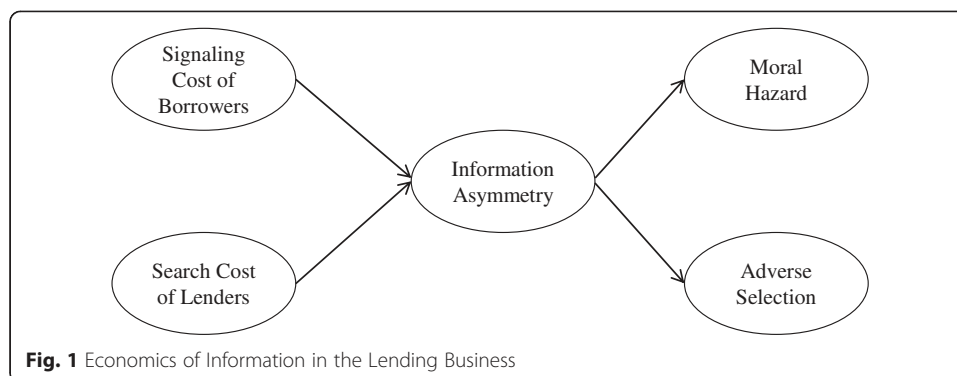 Signaling
Cost of
Borrowers
Moral
Hazard
Information
Asymmetry
Search Cost
of Lenders
Adverse
Selection
Fig. 1 Economics of Information in the Lending Business